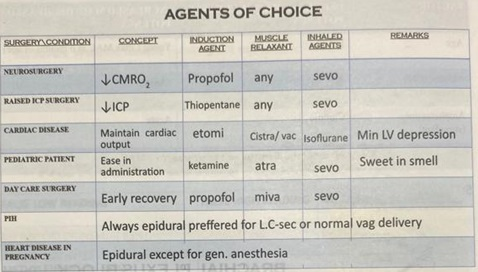 AGENTS OF CHOICE
SURGERY\CONDITION CONCEPT INDUCTION AGENT MUSCLE RELAXANT INHALED AGENTS REMARKS
NEUROSURGERY ↓CMRO₂ Propofol any sevo
RAISED ICP SURGERY ↓ICP Thiopentane any sevo
CARDIAC DISEASE Maintain cardiac output etomi Cistra/ vac Isoflurane Min LV depression
PEDIATRIC PATIENT Ease in administration ketamine atra sevo Sweet in smell
DAY CARE SURGERY Early recovery propofol miva sevo
PIH Always epidural preffered for L.C-sec or normal vag delivery
HEART DISEASE IN PREGNANCY Epidural except for gen. anesthesia